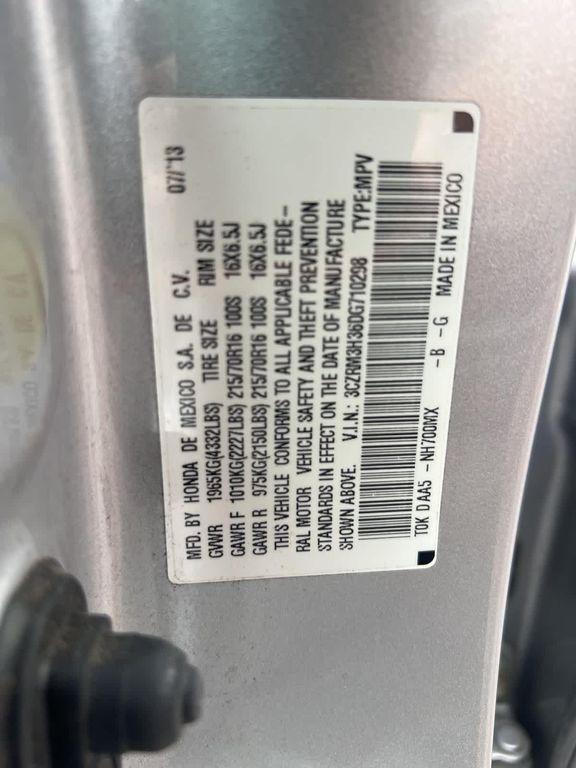 MFD. BY HONDA DE MEXICO S.A. DE C.V. 07/'13
GVWR 1965KG(4332LBS) TIRE SIZE RIM SIZE
GAWR F 1010KG(2227LBS) 215/70R16 100S 16X6.5J
GAWR R 975KG(2150LBS) 215/70R16 100S 16X6.5J
THIS VEHICLE CONFORMS TO ALL APPLICABLE FEDE–
RAL MOTOR VEHICLE SAFETY AND THEFT PREVENTION
STANDARDS IN EFFECT ON THE DATE OF MANUFACTURE
SHOWN ABOVE. V.I.N.: 3CZRM3H36DG710298 TYPE:MPV
T0K D AA5 -NH700MX -B -G MADE IN MEXICO